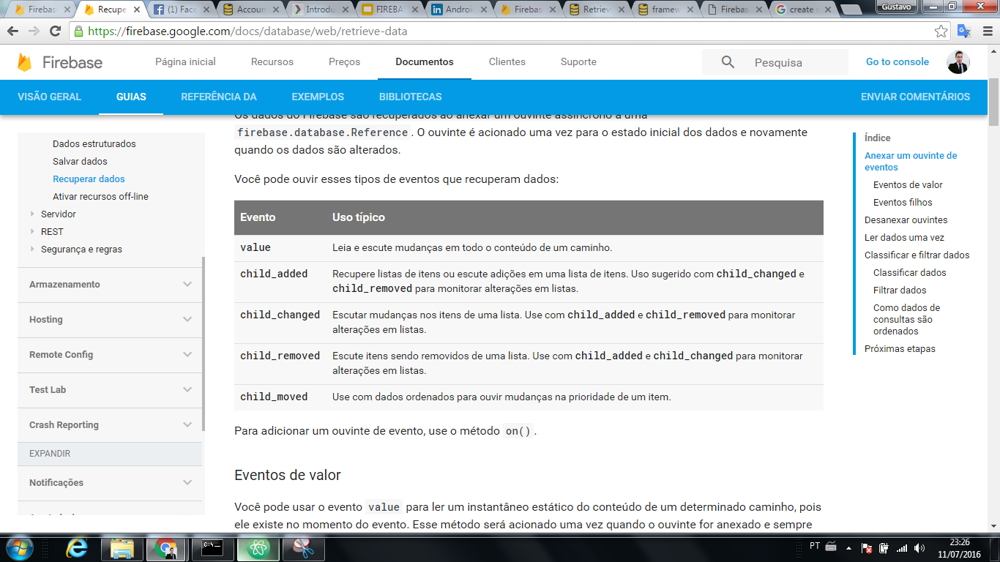 Firebas
Recupe
(1) Face
Accoun
Introdu
FIREBAS
Android
Firebas
Retriev
framew
Firebas
create s
Gustavo
https://firebase.google.com/docs/database/web/retrieve-data
Firebase
Página inicial
Recursos
Preços
Documentos
Clientes
Suporte
Pesquisa
Go to console
VISÃO GERAL
GUIAS
REFERÊNCIA DA
EXEMPLOS
BIBLIOTECAS
ENVIAR COMENTÁRIOS
Dados estruturados
Salvar dados
Recuperar dados
Ativar recursos off-line
Servidor
REST
Segurança e regras
Armazenamento
Hosting
Remote Config
Test Lab
Crash Reporting
EXPANDIR
Notificações
Os dados do Firebase são recuperados ao anexar um ouvinte assíncrono a uma
firebase.database.Reference. O ouvinte é acionado uma vez para o estado inicial dos dados e novamente
quando os dados são alterados.
Você pode ouvir esses tipos de eventos que recuperam dados:
Evento Uso típico
value Leia e escute mudanças em todo o conteúdo de um caminho.
child_added Recupere listas de itens ou escute adições em uma lista de itens. Uso sugerido com child_changed e
child_removed para monitorar alterações em listas.
child_changed Escutar mudanças nos itens de uma lista. Use com child_added e child_removed para monitorar
alterações em listas.
child_removed Escute itens sendo removidos de uma lista. Use com child_added e child_changed para monitorar
alterações em listas.
child_moved Use com dados ordenados para ouvir mudanças na prioridade de um item.
Para adicionar um ouvinte de evento, use o método on().
Eventos de valor
Você pode usar o evento value para ler um instantâneo estático do conteúdo de um determinado caminho, pois
ele existe no momento do evento. Esse método será acionado uma vez quando o ouvinte for anexado e sempre
Índice
Anexar um ouvinte de
eventos
Eventos de valor
Eventos filhos
Desanexar ouvintes
Ler dados uma vez
Classificar e filtrar dados
Classificar dados
Filtrar dados
Como dados de
consultas são
ordenados
Próximas etapas
PT
23:26
11/07/2016